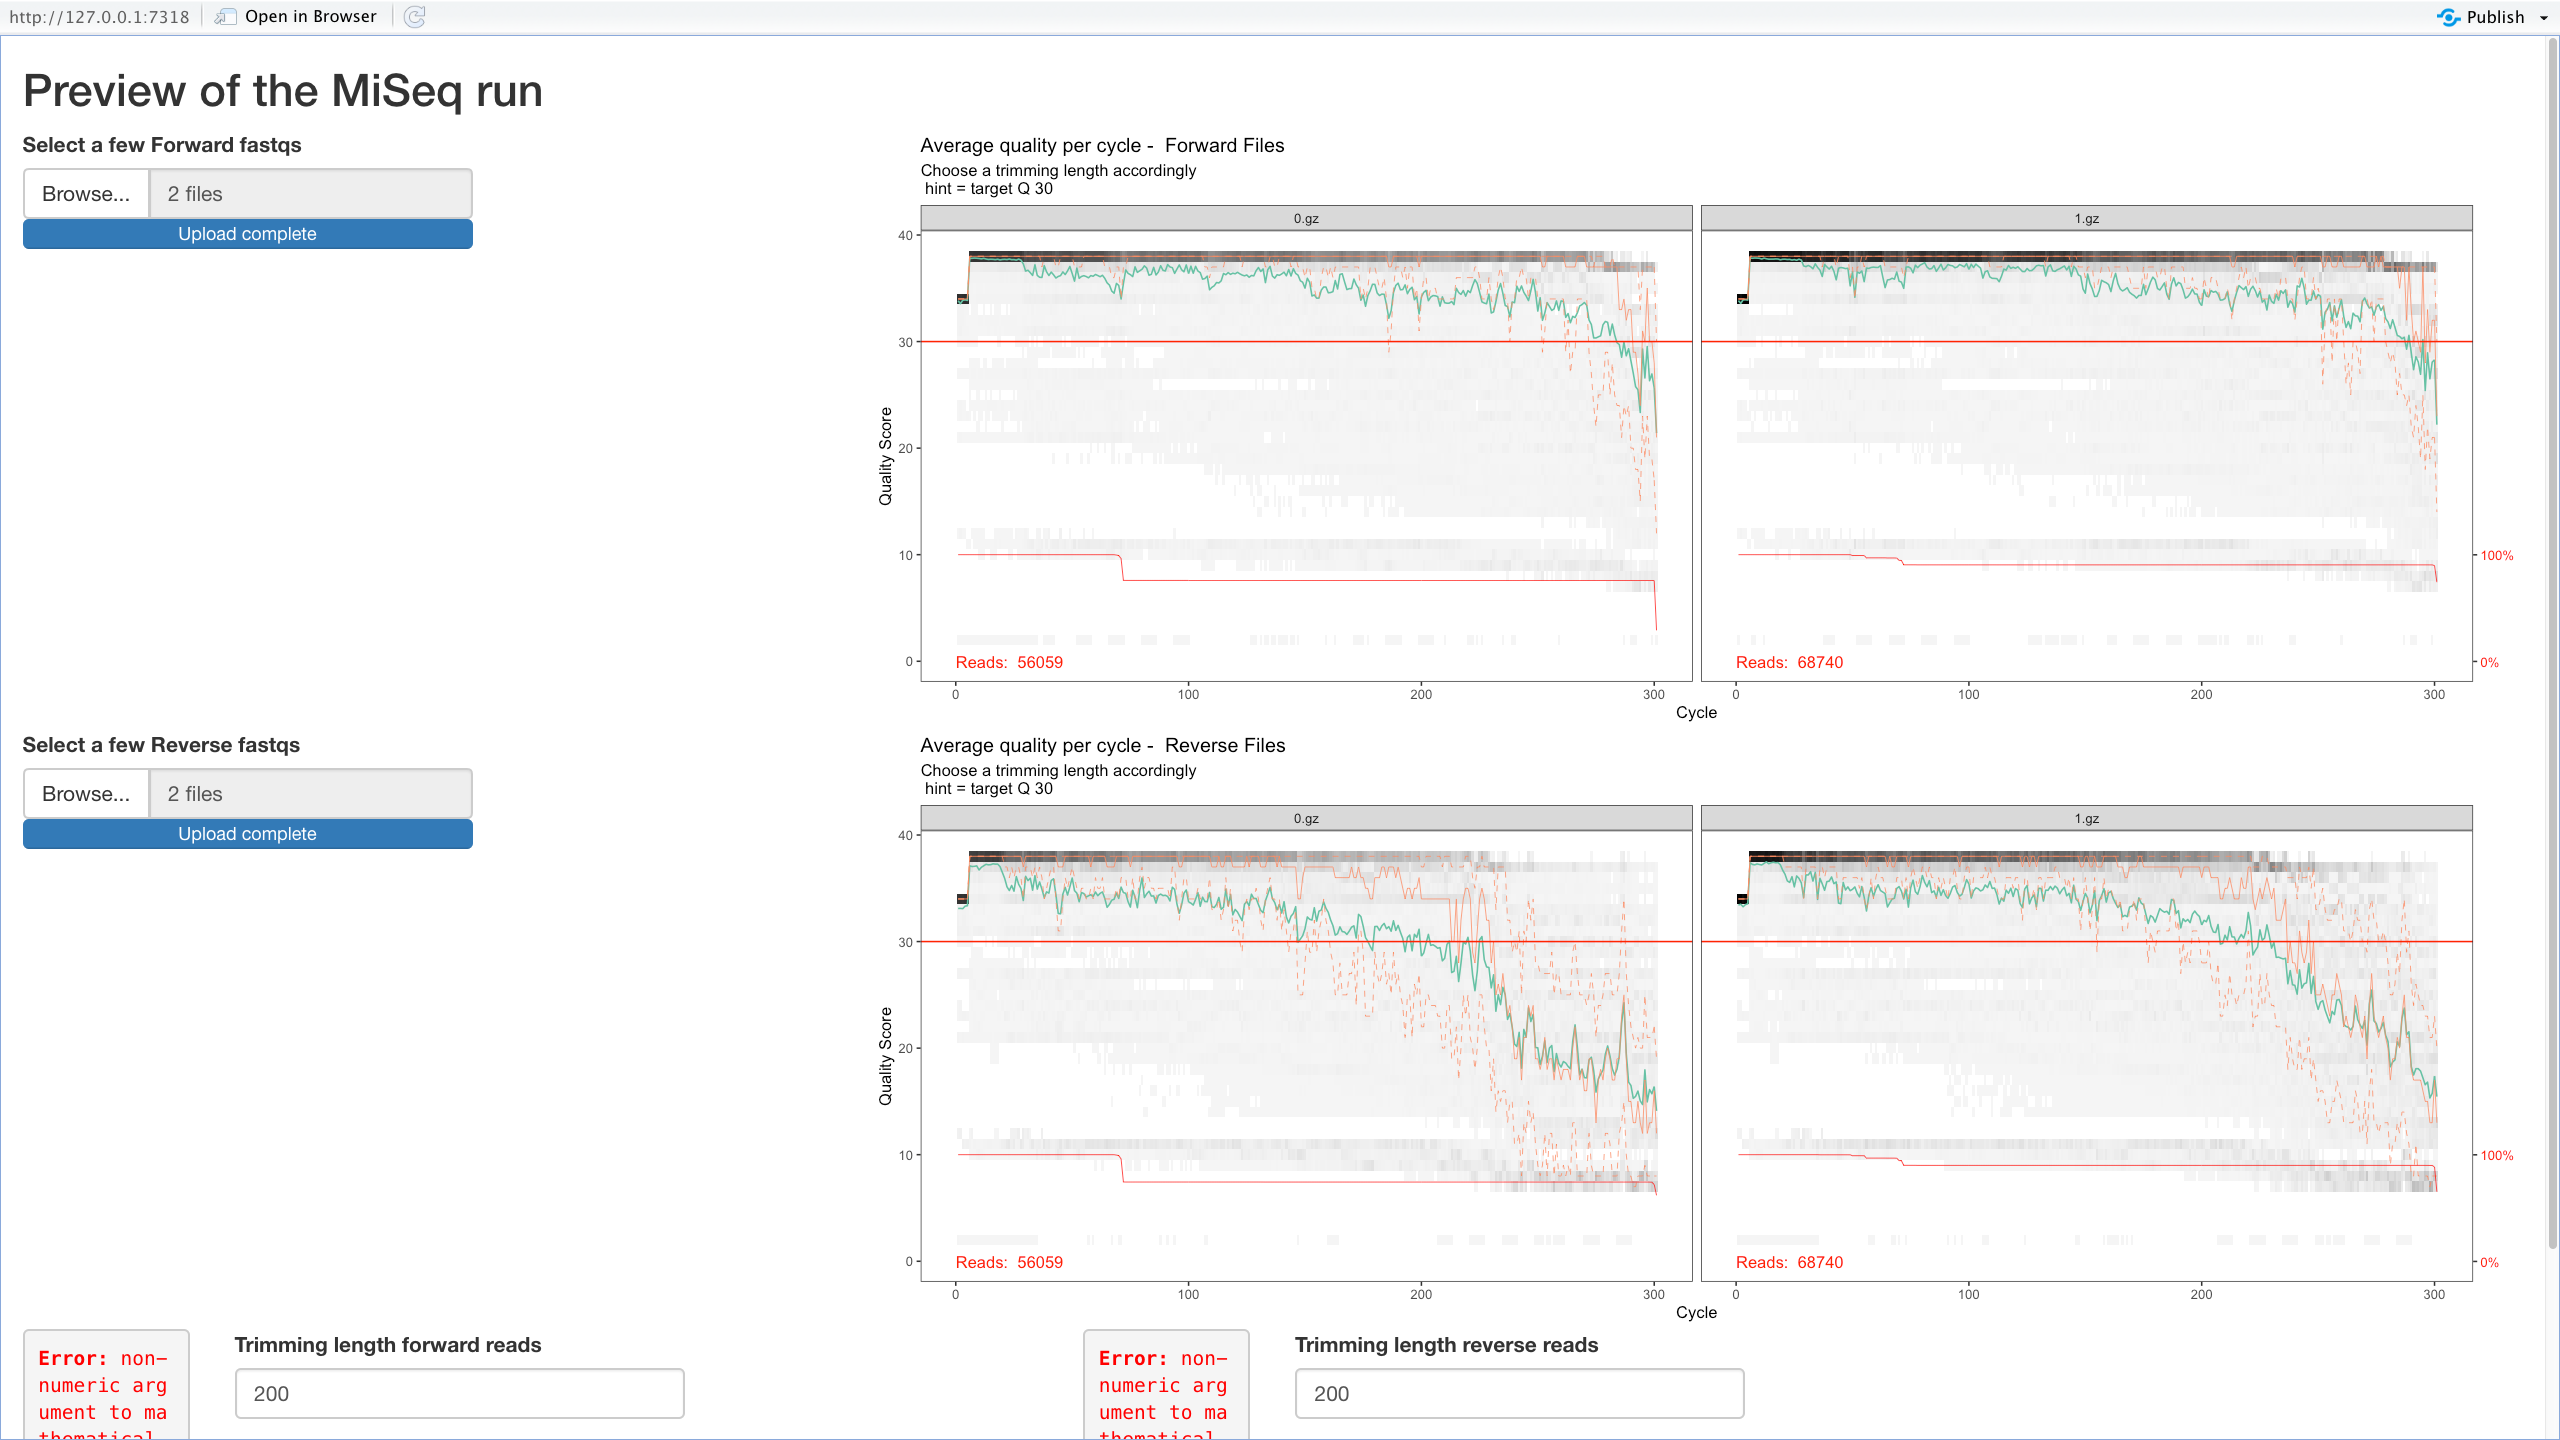 http://127.0.0.1:7318 Open in Browser Publish
Preview of the MiSeq run
Select a few Forward fastqs
Browse... 2 files
Upload complete
Average quality per cycle - Forward Files
Choose a trimming length accordingly
hint = target Q 30
0.gz 1.gz
40
30
20
10
0
Quality Score
100%
0%
Reads: 56059 Reads: 68740
0 100 200 300 0 100 200 300
Cycle
Select a few Reverse fastqs
Browse... 2 files
Upload complete
Average quality per cycle - Reverse Files
Choose a trimming length accordingly
hint = target Q 30
0.gz 1.gz
40
30
20
10
0
Quality Score
100%
0%
Reads: 56059 Reads: 68740
0 100 200 300 0 100 200 300
Cycle
Error: non-
numeric arg
ument to ma
thematical
Trimming length forward reads
200
Error: non-
numeric arg
ument to ma
thematical
Trimming length reverse reads
200